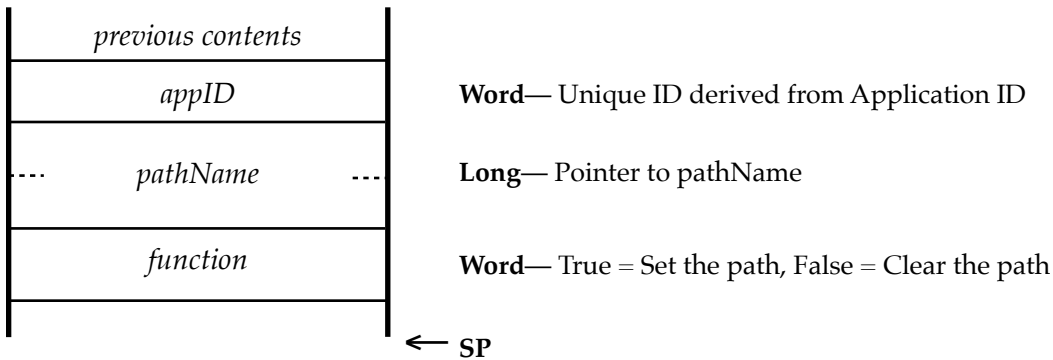 previous contents
appID Word— Unique ID derived from Application ID
pathName Long— Pointer to pathName
function Word— True = Set the path, False = Clear the path
SP